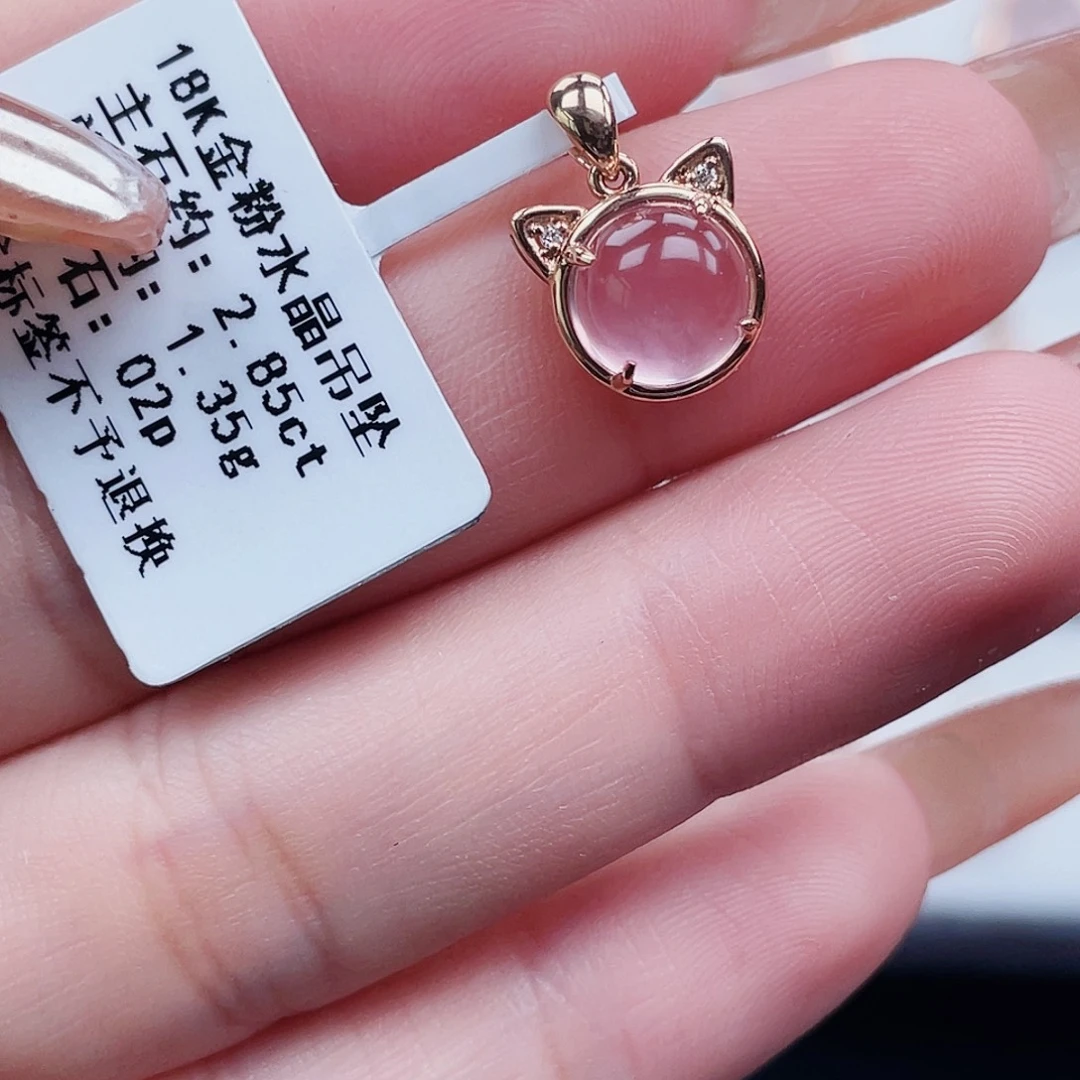 18K金粉水晶吊坠
主石约: 2.85ct
约: 1.35g
石: 02p
标签不予退换